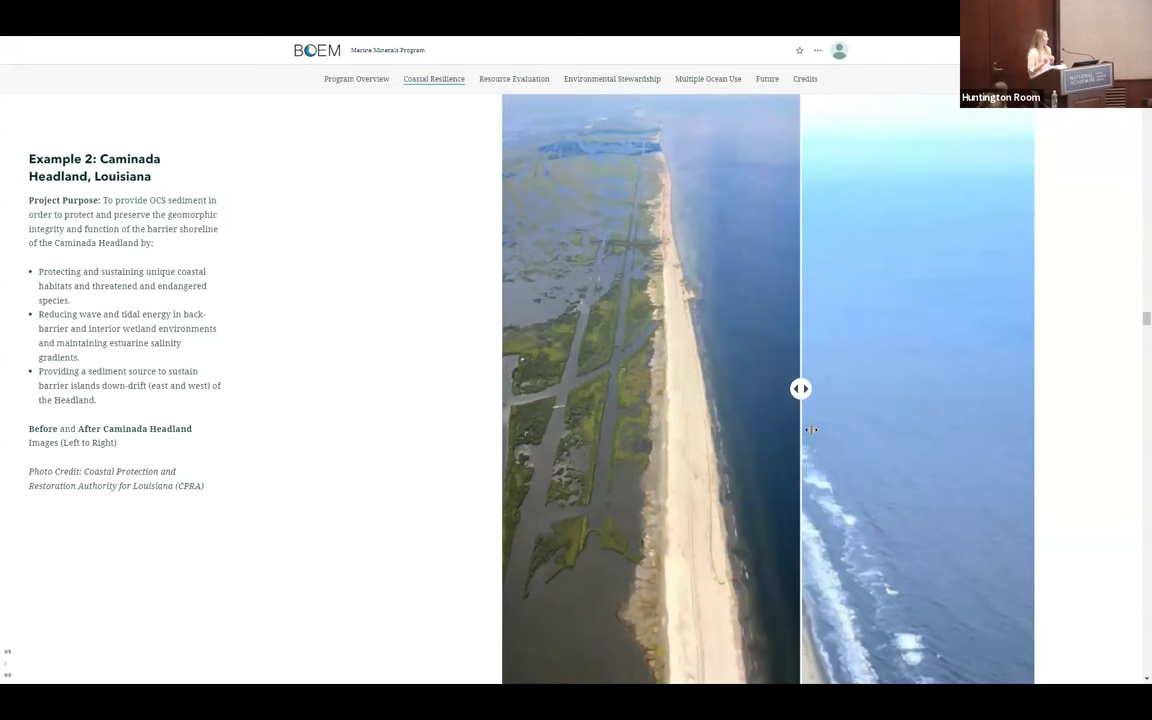 BOEM Marine Minerals Program
Program Overview Coastal Resilience Resource Evaluation Environmental Stewardship Multiple Ocean Use Future Credits
NATIONAL
ACADEMIES
Huntington Room
Example 2: Caminada
Headland, Louisiana
Project Purpose: To provide OCS sediment in
order to protect and preserve the geomorphic
integrity and function of the barrier shoreline
of the Caminada Headland by:
• Protecting and sustaining unique coastal
habitats and threatened and endangered
species.
• Reducing wave and tidal energy in back-
barrier and interior wetland environments
and maintaining estuarine salinity
gradients.
• Providing a sediment source to sustain
barrier islands down-drift (east and west) of
the Headland.
Before and After Caminada Headland
Images (Left to Right)
Photo Credit: Coastal Protection and
Restoration Authority for Louisiana (CPRA)